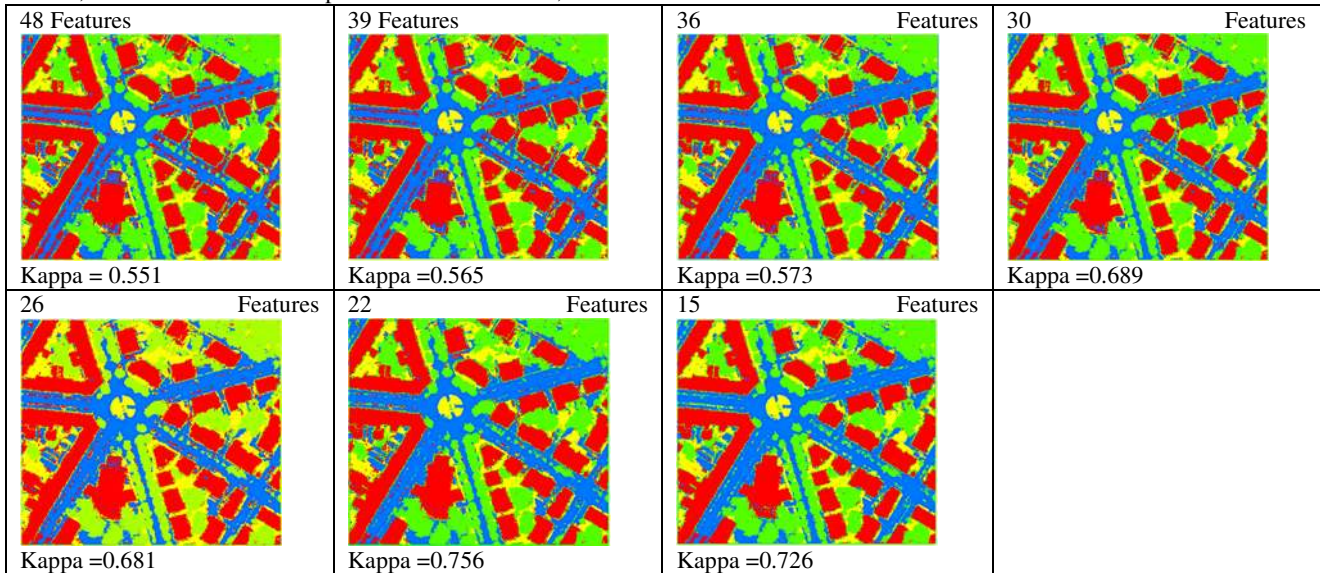 48 Features
39 Features
36 Features
30 Features
Kappa = 0.551
Kappa =0.565
Kappa =0.573
Kappa =0.689
26 Features
22 Features
15 Features
Kappa =0.681
Kappa =0.756
Kappa =0.726